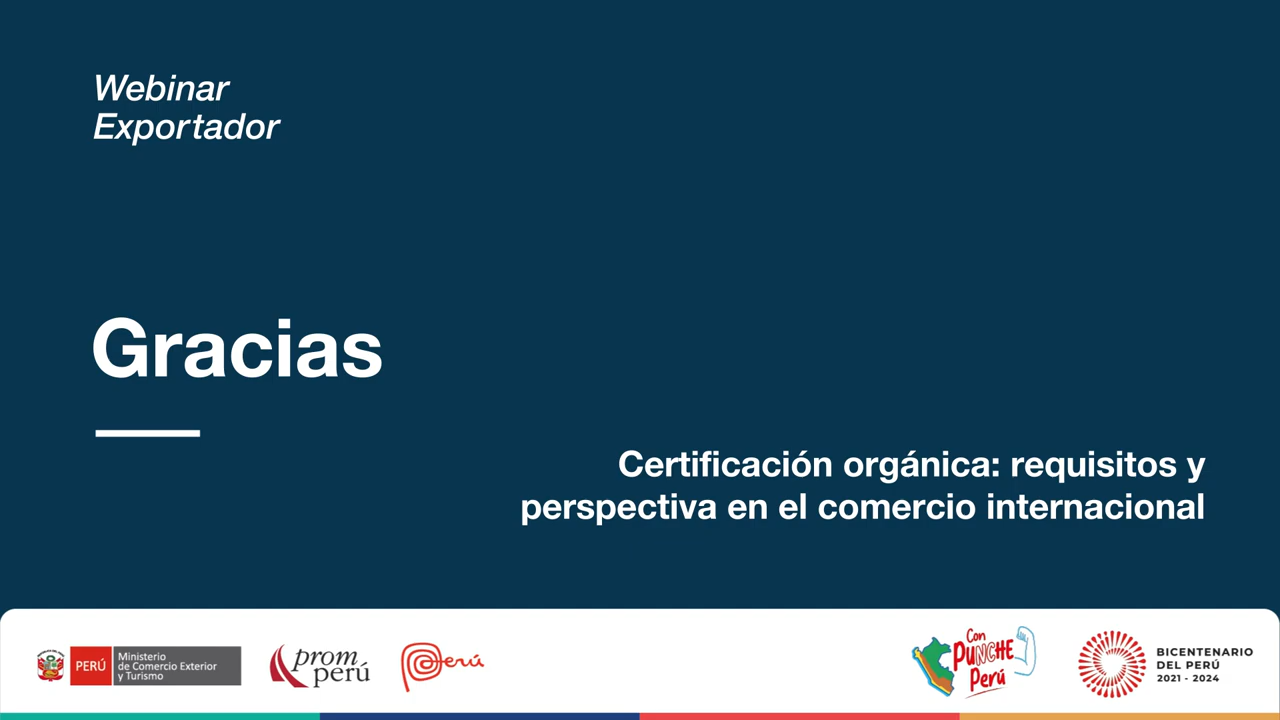 Webinar
Exportador
Gracias
Certificación orgánica: requisitos y
perspectiva en el comercio internacional
PERÚ
Ministerio
de Comercio Exterior
y Turismo
prom
perú
Perú
Con
PUNCHE
Perú
BICENTENARIO
DEL PERÚ
2021 - 2024